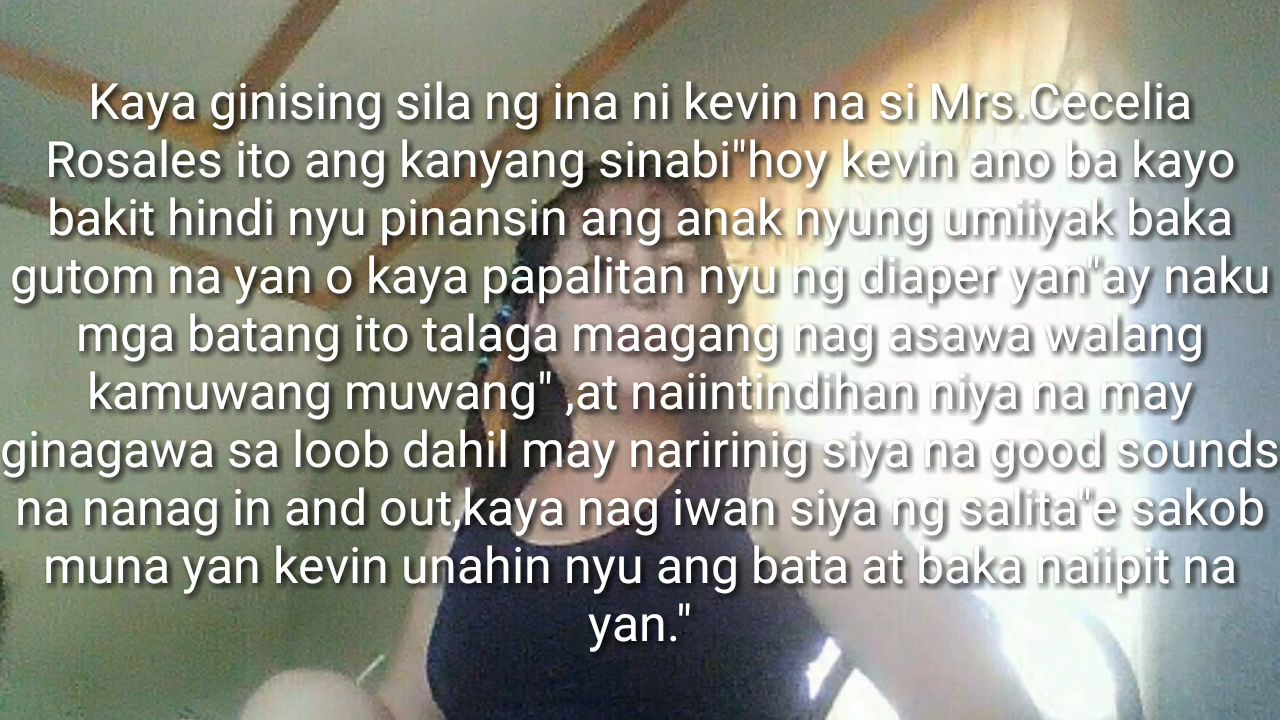 Kaya ginising sila ng ina ni kevin na si Mrs.Cecelia
Rosales ito ang kanyang sinabi"hoy kevin ano ba kayo
bakit hindi nyu pinansin ang anak nyung umiiyak baka
gutom na yan o kaya papalitan nyu ng diaper yan"ay naku
mga batang ito talaga maagang nag asawa walang
kamuwang muwang" ,at naiintindihan niya na may
ginagawa sa loob dahil may naririnig siya na good sounds
na nanag in and out,kaya nag iwan siya ng salita"e sakob
muna yan kevin unahin nyu ang bata at baka naiipit na
yan."